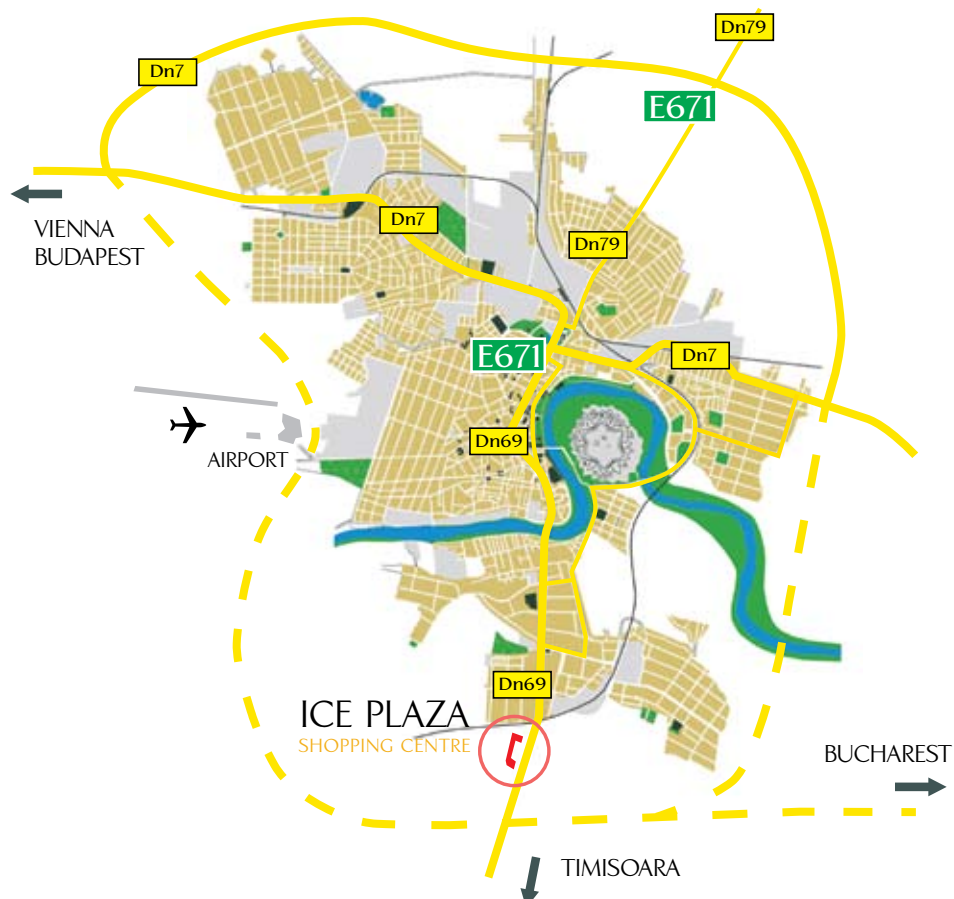 Dn79
Dn7
E671
VIENNA
BUDAPEST
Dn7
Dn79
E671
Dn7
Dn69
AIRPORT
Dn69
ICE PLAZA
SHOPPING CENTRE
BUCHAREST
TIMISOARA